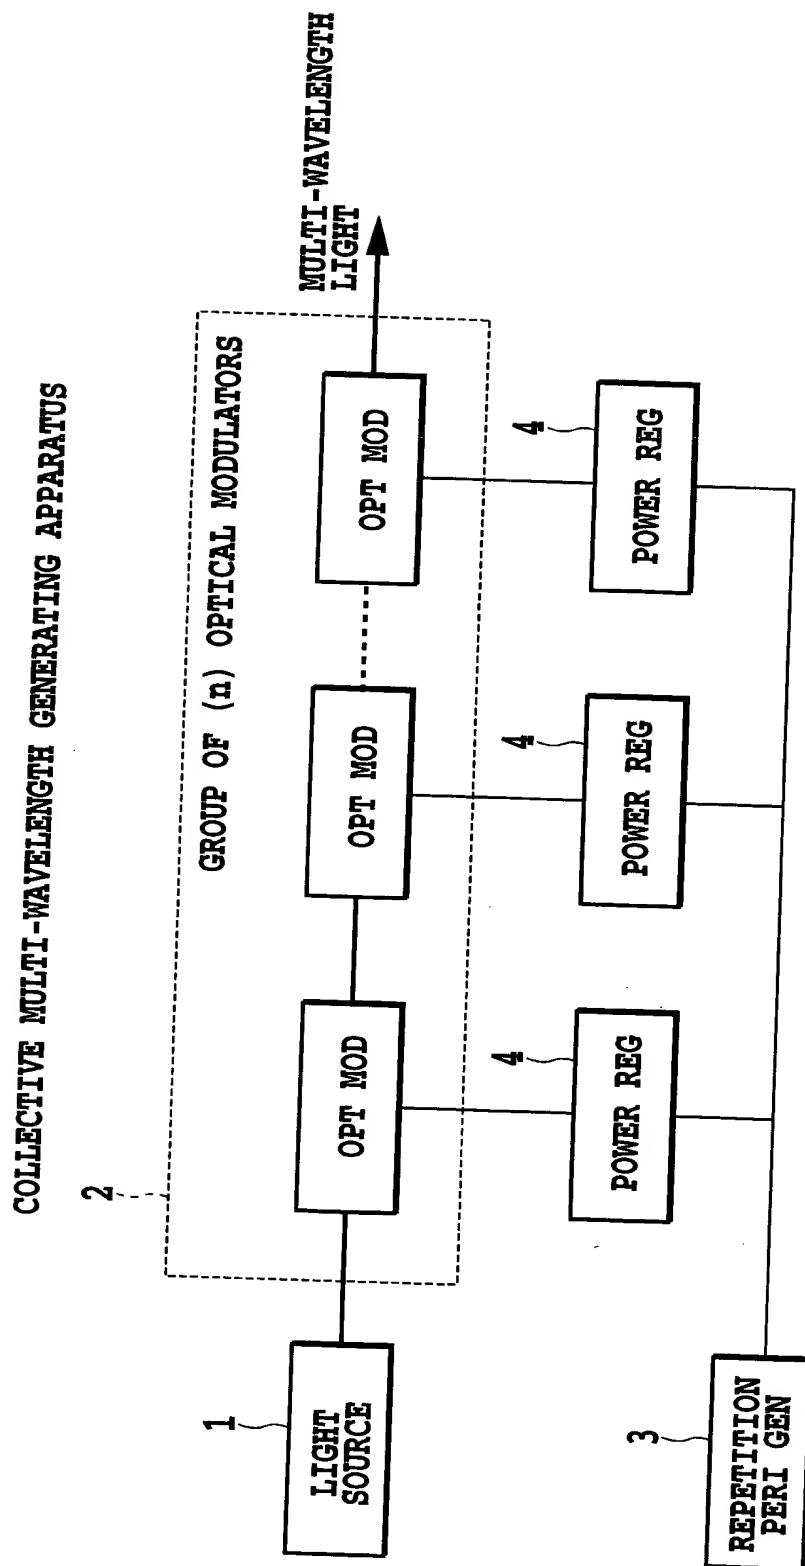 COLLECTIVE MULTI-WAVELENGTH GENERATING APPARATUS
2
GROUP OF (n) OPTICAL MODULATORS
MULTI-WAVELENGTH
LIGHT
1
LIGHT
SOURCE
OPT MOD
OPT MOD
OPT MOD
4
4
4
POWER REG
POWER REG
POWER REG
3
REPETITION
PERI GEN